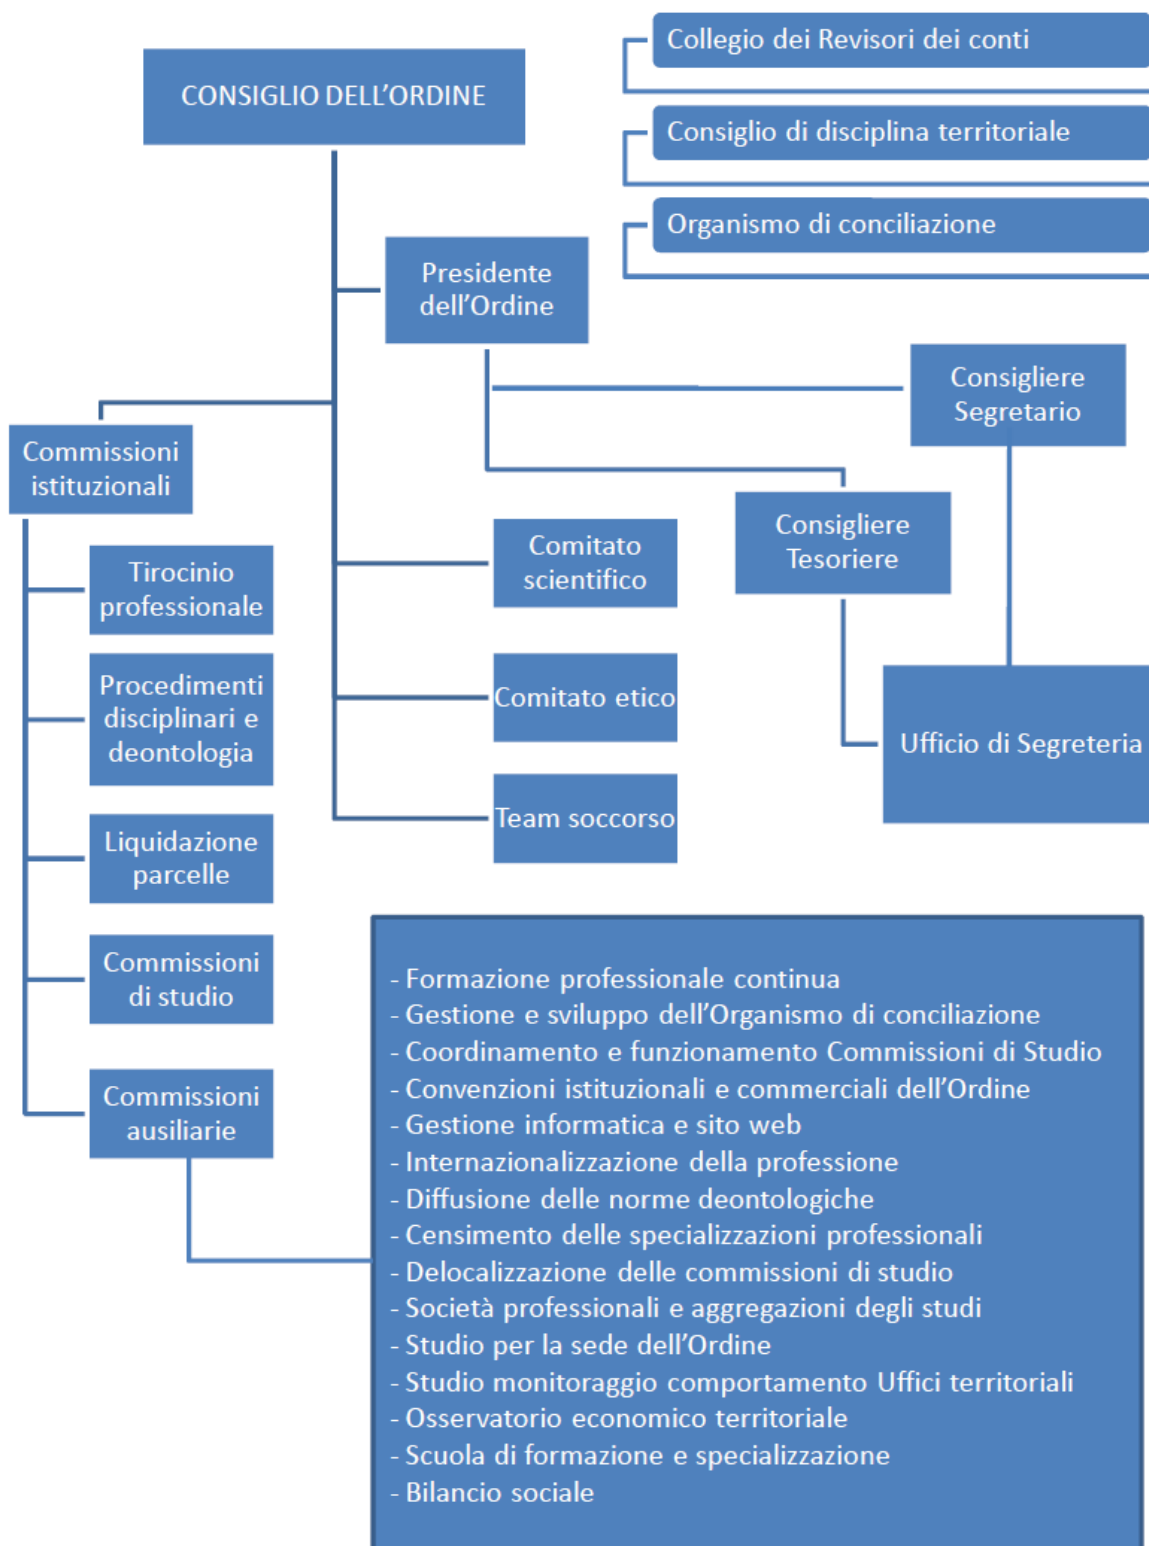 CONSIGLIO DELL'ORDINE
Collegio dei Revisori dei conti
Consiglio di disciplina territoriale
Organismo di conciliazione
Presidente
dell'Ordine
Consigliere
Segretario
Commissioni
istituzionali
Consigliere
Tesoriere
Comitato
scientifico
Tirocinio
professionale
Comitato etico
Procedimenti
disciplinari e
deontologia
Ufficio di Segreteria
Team soccorso
Liquidazione
parcelle
Commissioni
di studio
Commissioni
ausiliarie
- Formazione professionale continua
- Gestione e sviluppo dell'Organismo di conciliazione
- Coordinamento e funzionamento Commissioni di Studio
- Convenzioni istituzionali e commerciali dell'Ordine
- Gestione informatica e sito web
- Internazionalizzazione della professione
- Diffusione delle norme deontologiche
- Censimento delle specializzazioni professionali
- Delocalizzazione delle commissioni di studio
- Società professionali e aggregazioni degli studi
- Studio per la sede dell'Ordine
- Studio monitoraggio comportamento Uffici territoriali
- Osservatorio economico territoriale
- Scuola di formazione e specializzazione
- Bilancio sociale